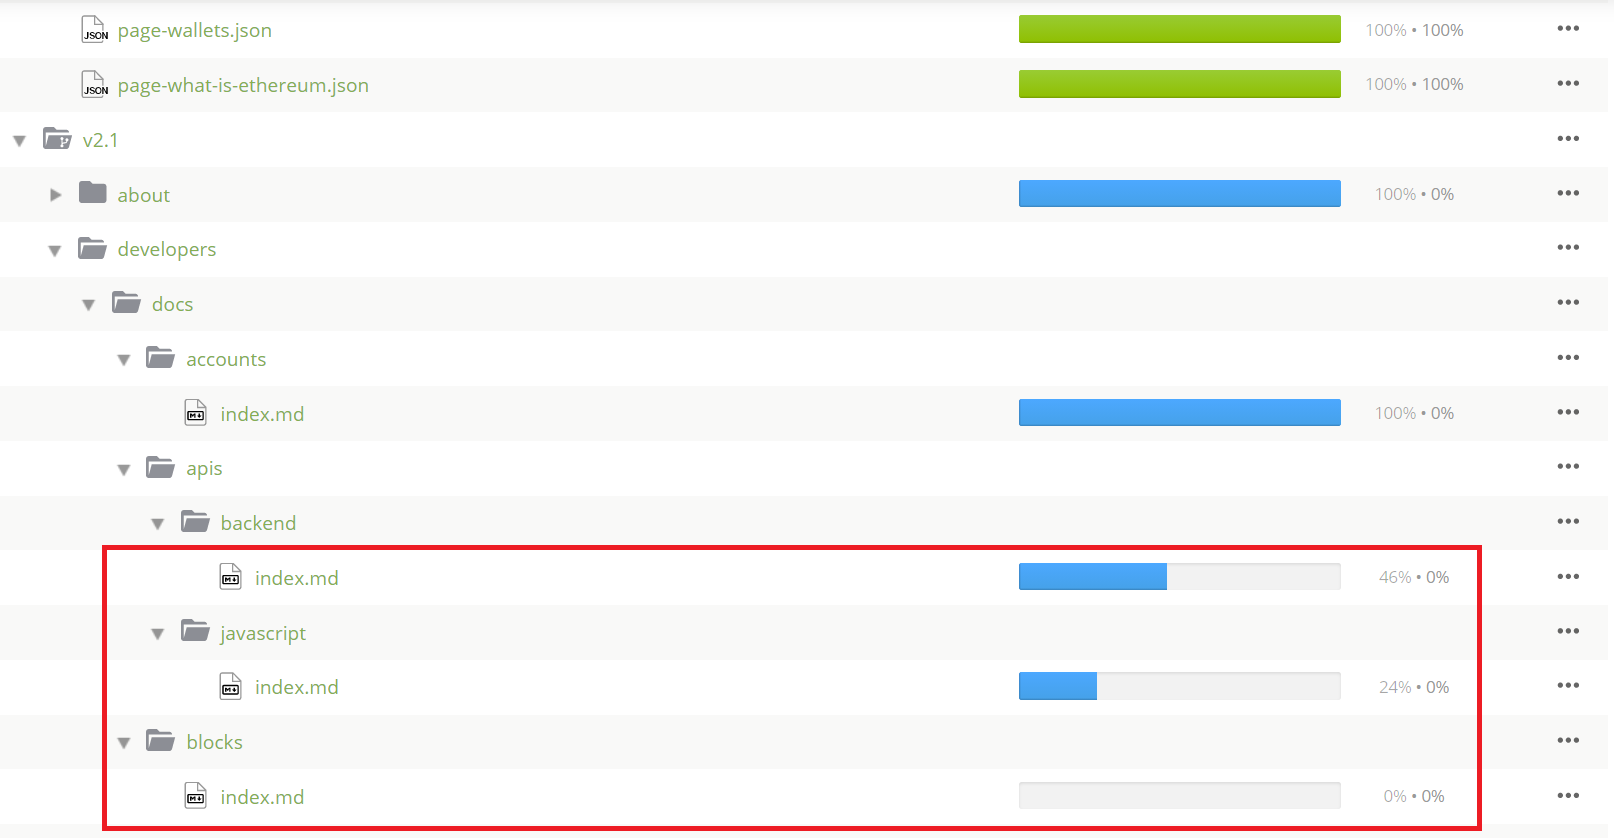 JSON page-wallets.json 100% • 100% •••
JSON page-what-is-ethereum.json 100% • 100% •••
v2.1 •••
about 100% • 0% •••
developers •••
docs •••
accounts •••
index.md 100% • 0% •••
apis •••
backend •••
index.md 46% • 0% •••
javascript •••
index.md 24% • 0% •••
blocks •••
index.md 0% • 0% •••